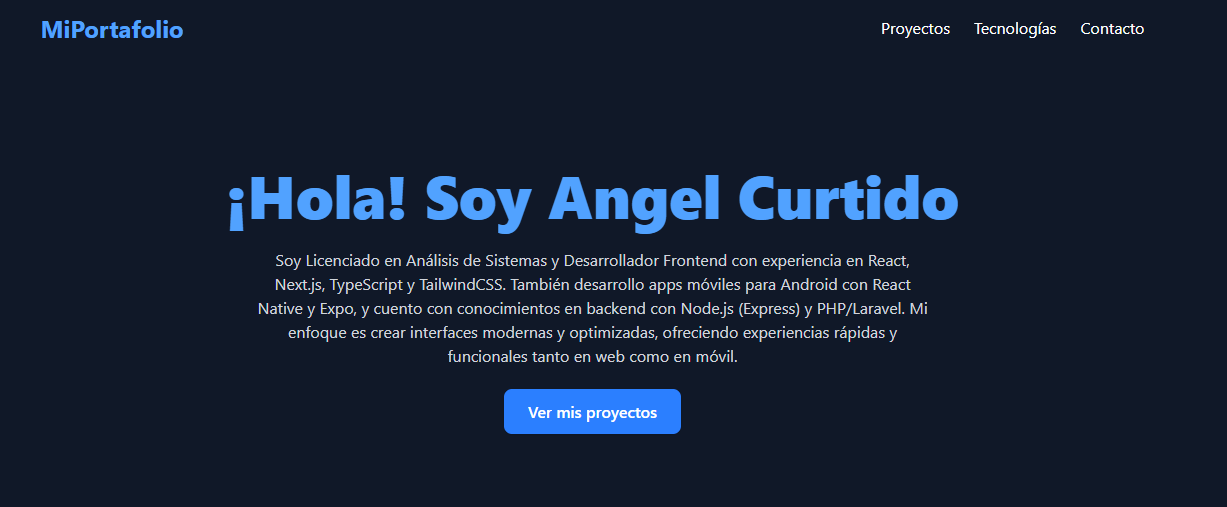 MiPortafolio
Proyectos Tecnologías Contacto
¡Hola! Soy Angel Curtido
Soy Licenciado en Análisis de Sistemas y Desarrollador Frontend con experiencia en React,
Next.js, TypeScript y TailwindCSS. También desarrollo apps móviles para Android con React
Native y Expo, y cuento con conocimientos en backend con Node.js (Express) y PHP/Laravel. Mi
enfoque es crear interfaces modernas y optimizadas, ofreciendo experiencias rápidas y
funcionales tanto en web como en móvil.
Ver mis proyectos